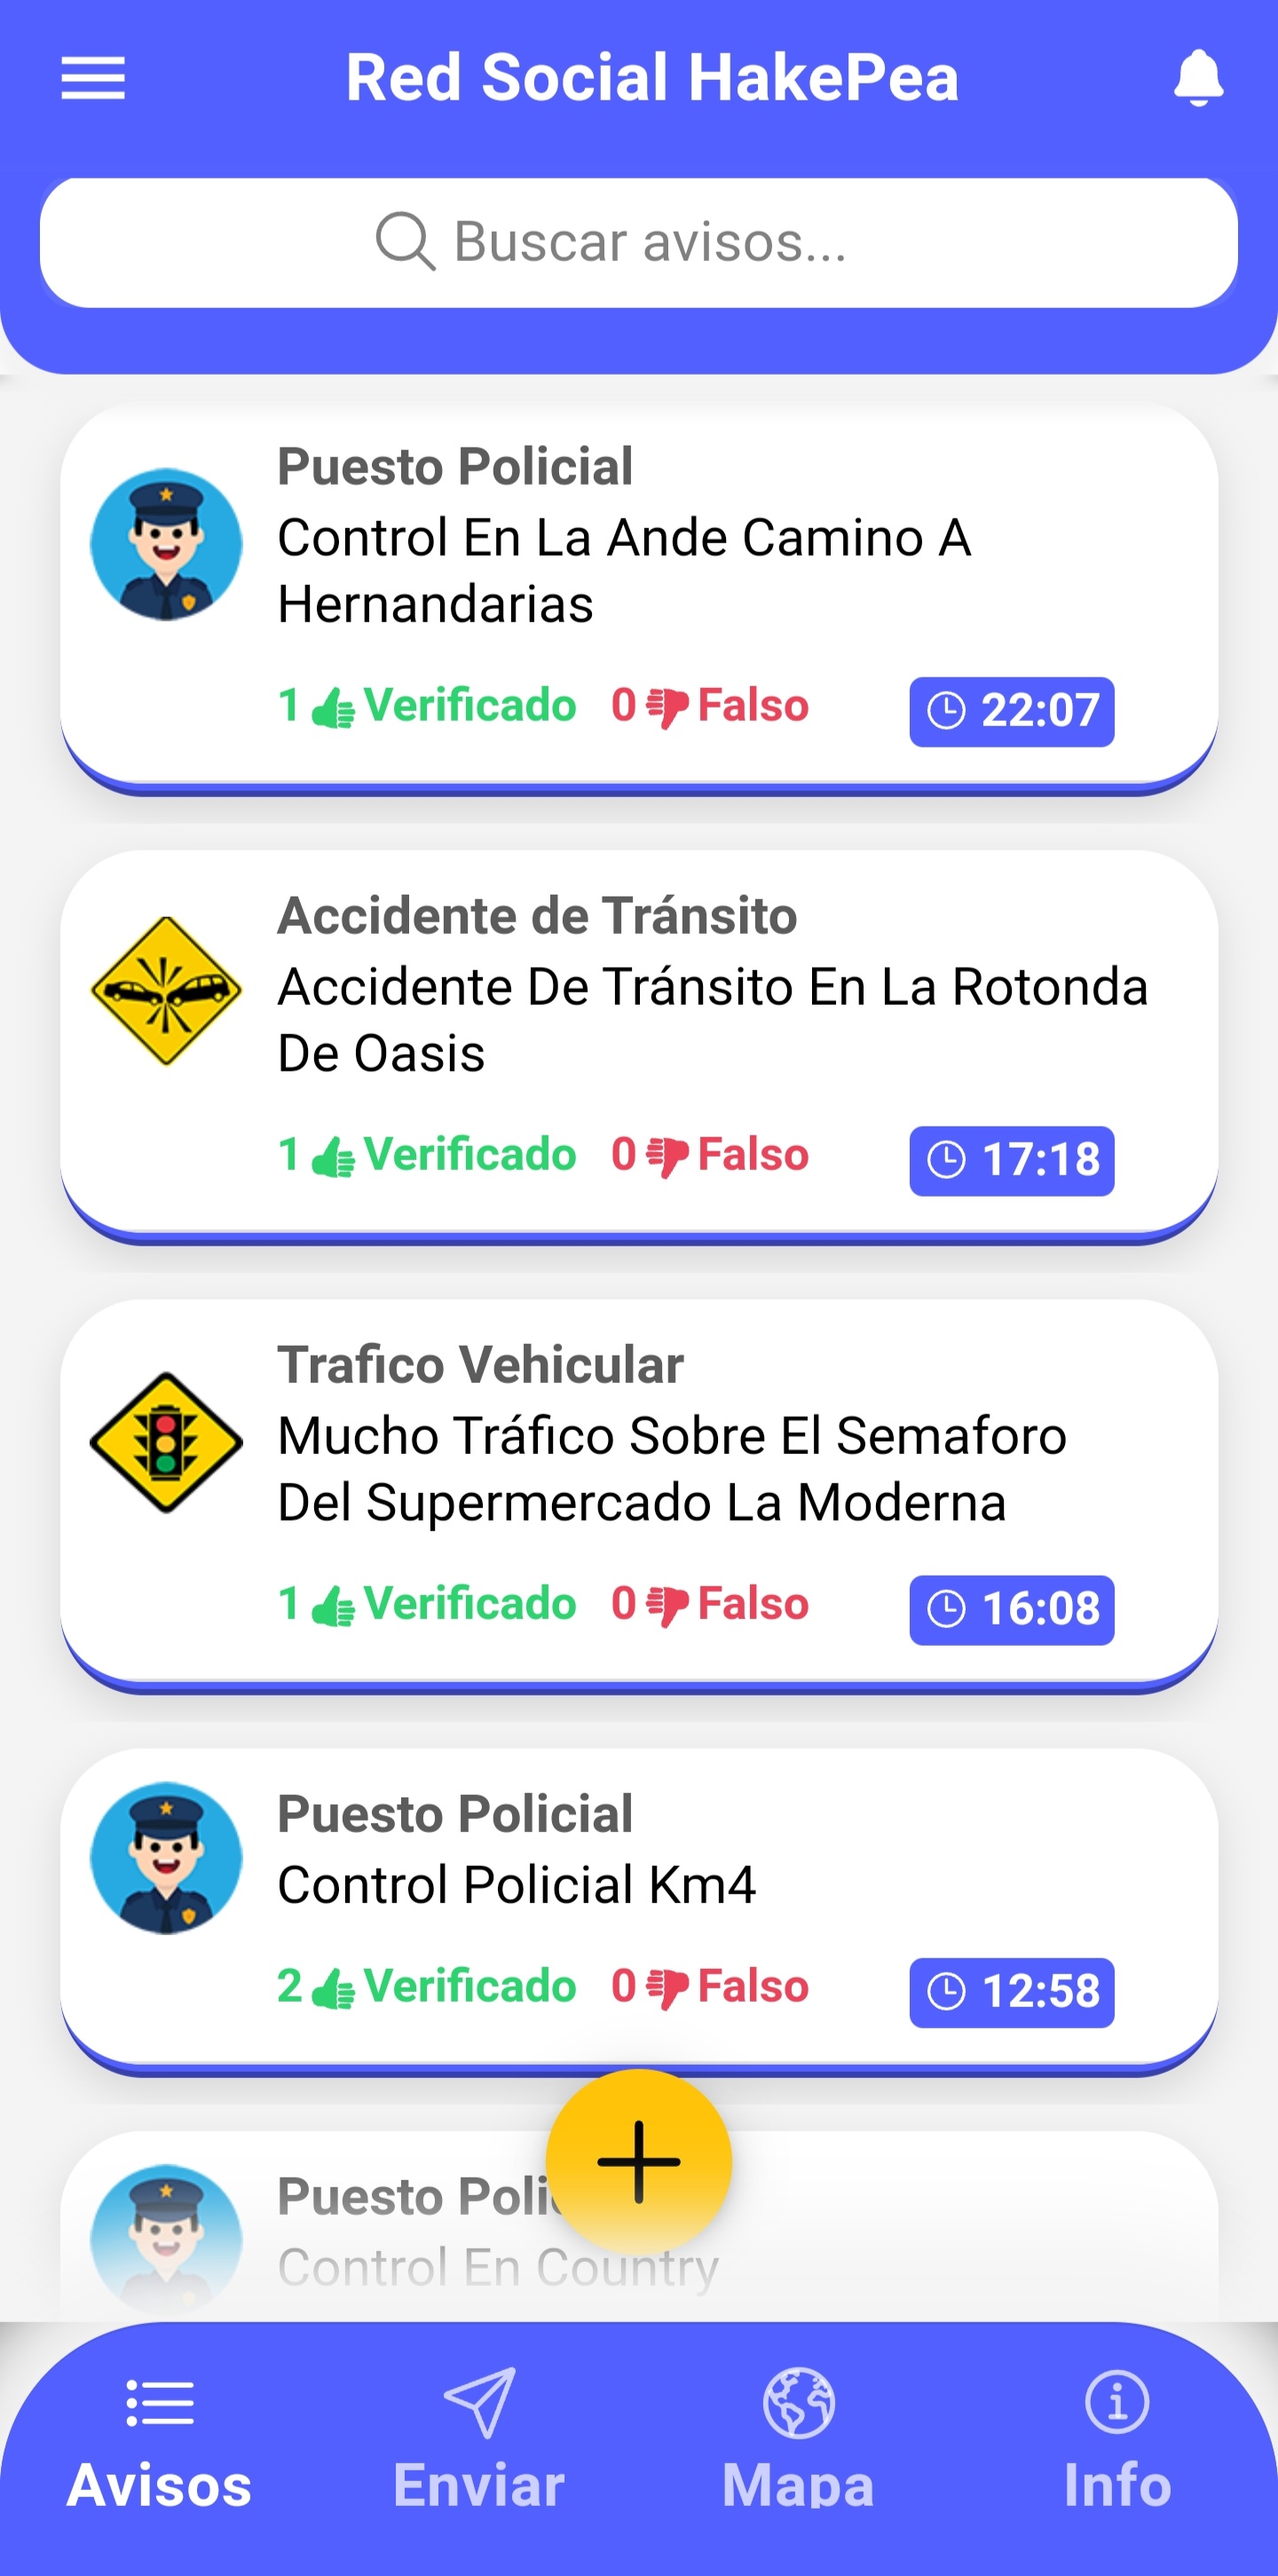 Red Social HakePea
Buscar avisos...
Puesto Policial
Control En La Ande Camino A
Hernandarias
1 Verificado 0 Falso 22:07
Accidente de Tránsito
Accidente De Tránsito En La Rotonda
De Oasis
1 Verificado 0 Falso 17:18
Trafico Vehicular
Mucho Tráfico Sobre El Semaforo
Del Supermercado La Moderna
1 Verificado 0 Falso 16:08
Puesto Policial
Control Policial Km4
2 Verificado 0 Falso 12:58
Puesto
Control En Country
Avisos Enviar Mapa Info